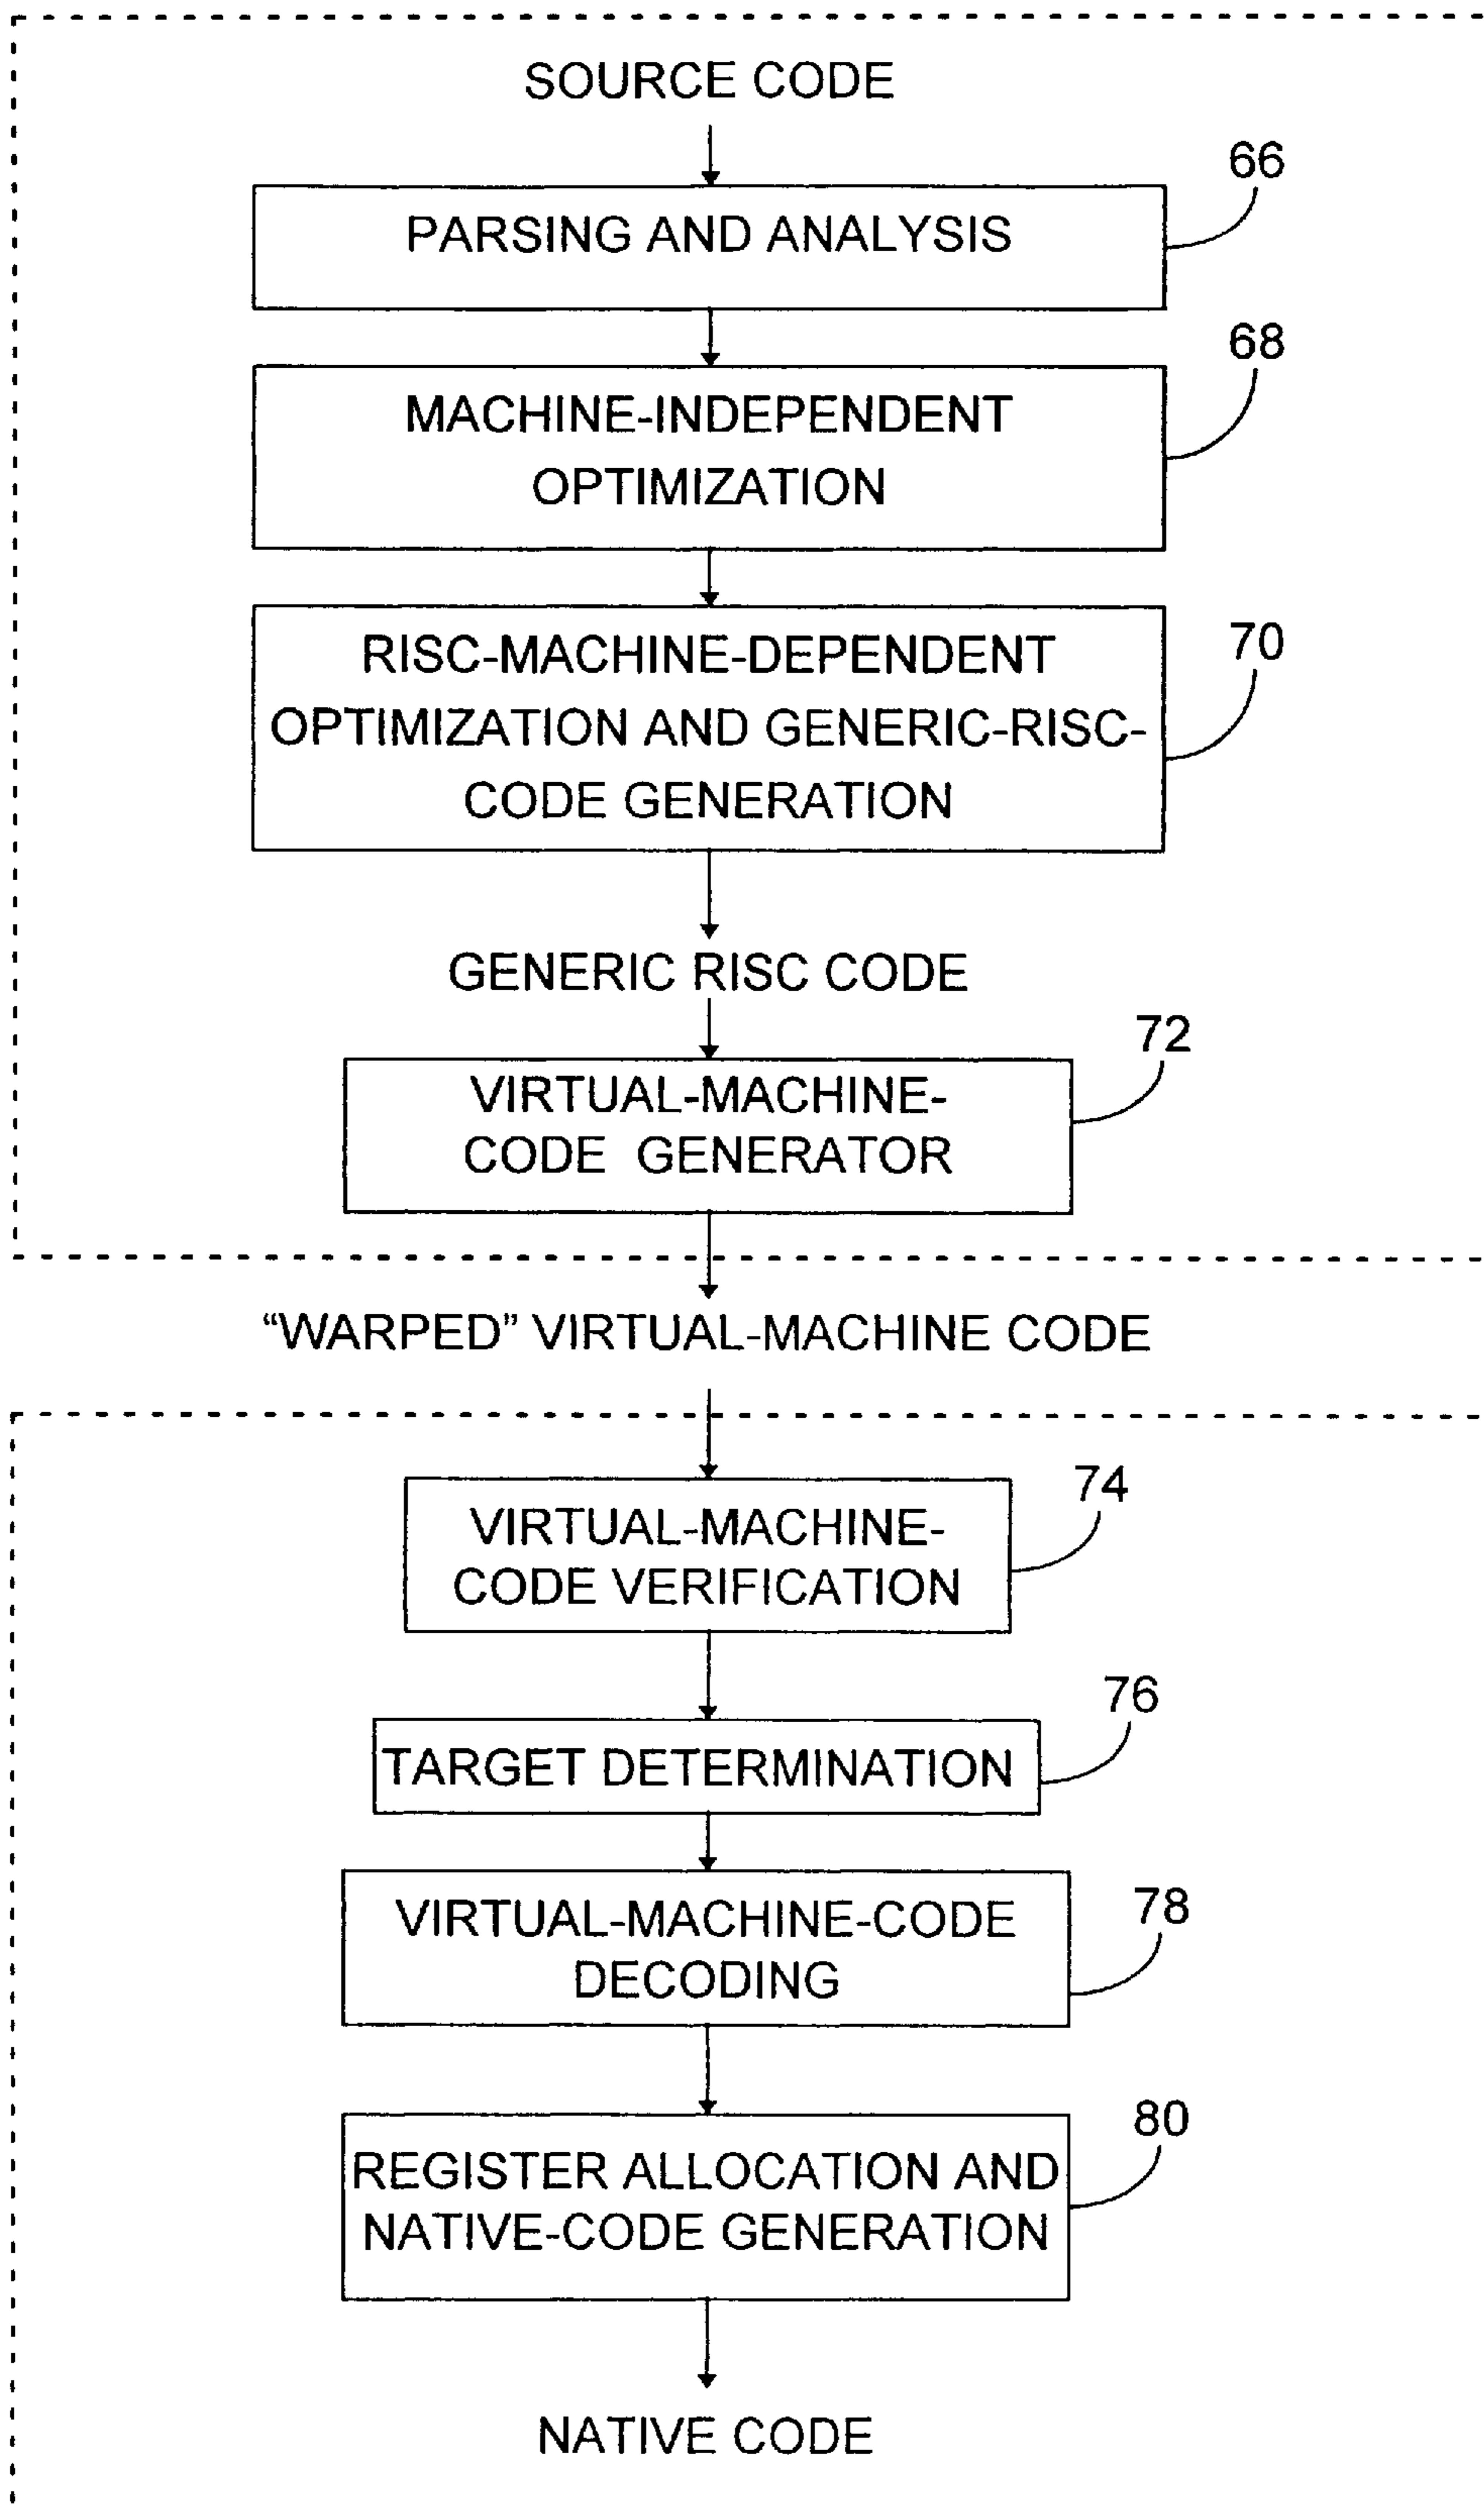 SOURCE CODE
66
PARSING AND ANALYSIS
68
MACHINE-INDEPENDENT
OPTIMIZATION
70
RISC-MACHINE-DEPENDENT
OPTIMIZATION AND GENERIC-RISC-
CODE GENERATION
GENERIC RISC CODE
72
VIRTUAL-MACHINE-
CODE GENERATOR
“WARPED” VIRTUAL-MACHINE CODE
74
VIRTUAL-MACHINE-
CODE VERIFICATION
76
TARGET DETERMINATION
78
VIRTUAL-MACHINE-CODE
DECODING
80
REGISTER ALLOCATION AND
NATIVE-CODE GENERATION
NATIVE CODE